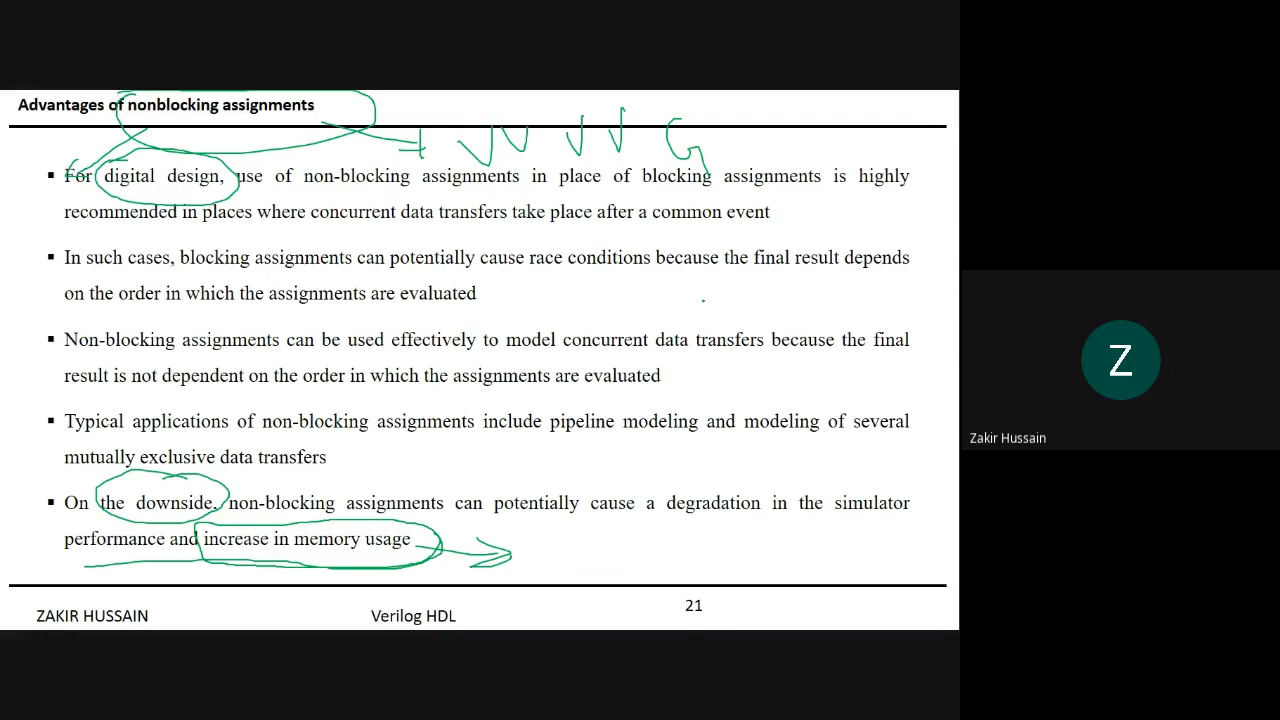 Advantages of nonblocking assignments
▪ For digital design, use of non-blocking assignments in place of blocking assignments is highly
recommended in places where concurrent data transfers take place after a common event
▪ In such cases, blocking assignments can potentially cause race conditions because the final result depends
on the order in which the assignments are evaluated
▪ Non-blocking assignments can be used effectively to model concurrent data transfers because the final
result is not dependent on the order in which the assignments are evaluated
▪ Typical applications of non-blocking assignments include pipeline modeling and modeling of several
mutually exclusive data transfers
▪ On the downside, non-blocking assignments can potentially cause a degradation in the simulator
performance and increase in memory usage
ZAKIR HUSSAIN Verilog HDL 21
Z
Zakir Hussain